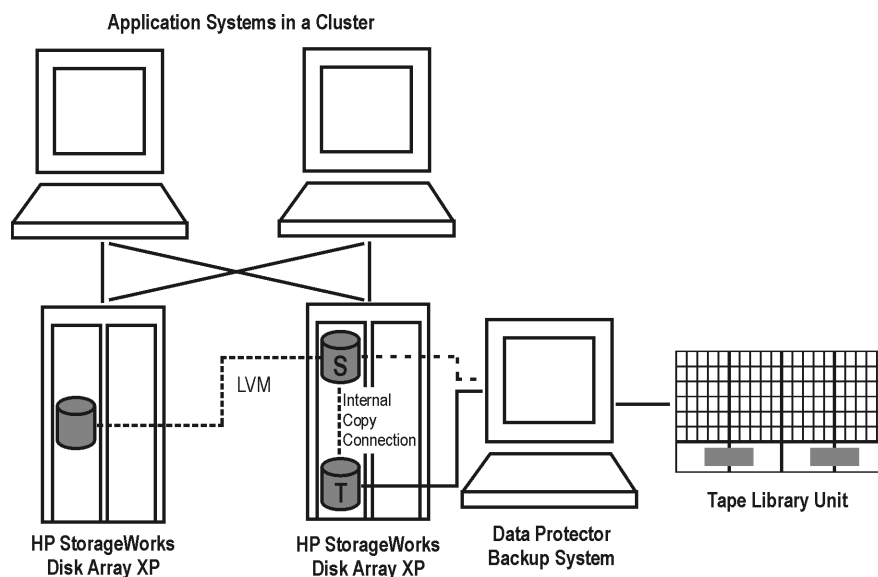 Application Systems in a Cluster
S
LVM
Internal
Copy
Connection
T
HP StorageWorks
Disk Array XP
HP StorageWorks
Disk Array XP
Data Protector
Backup System
Tape Library Unit